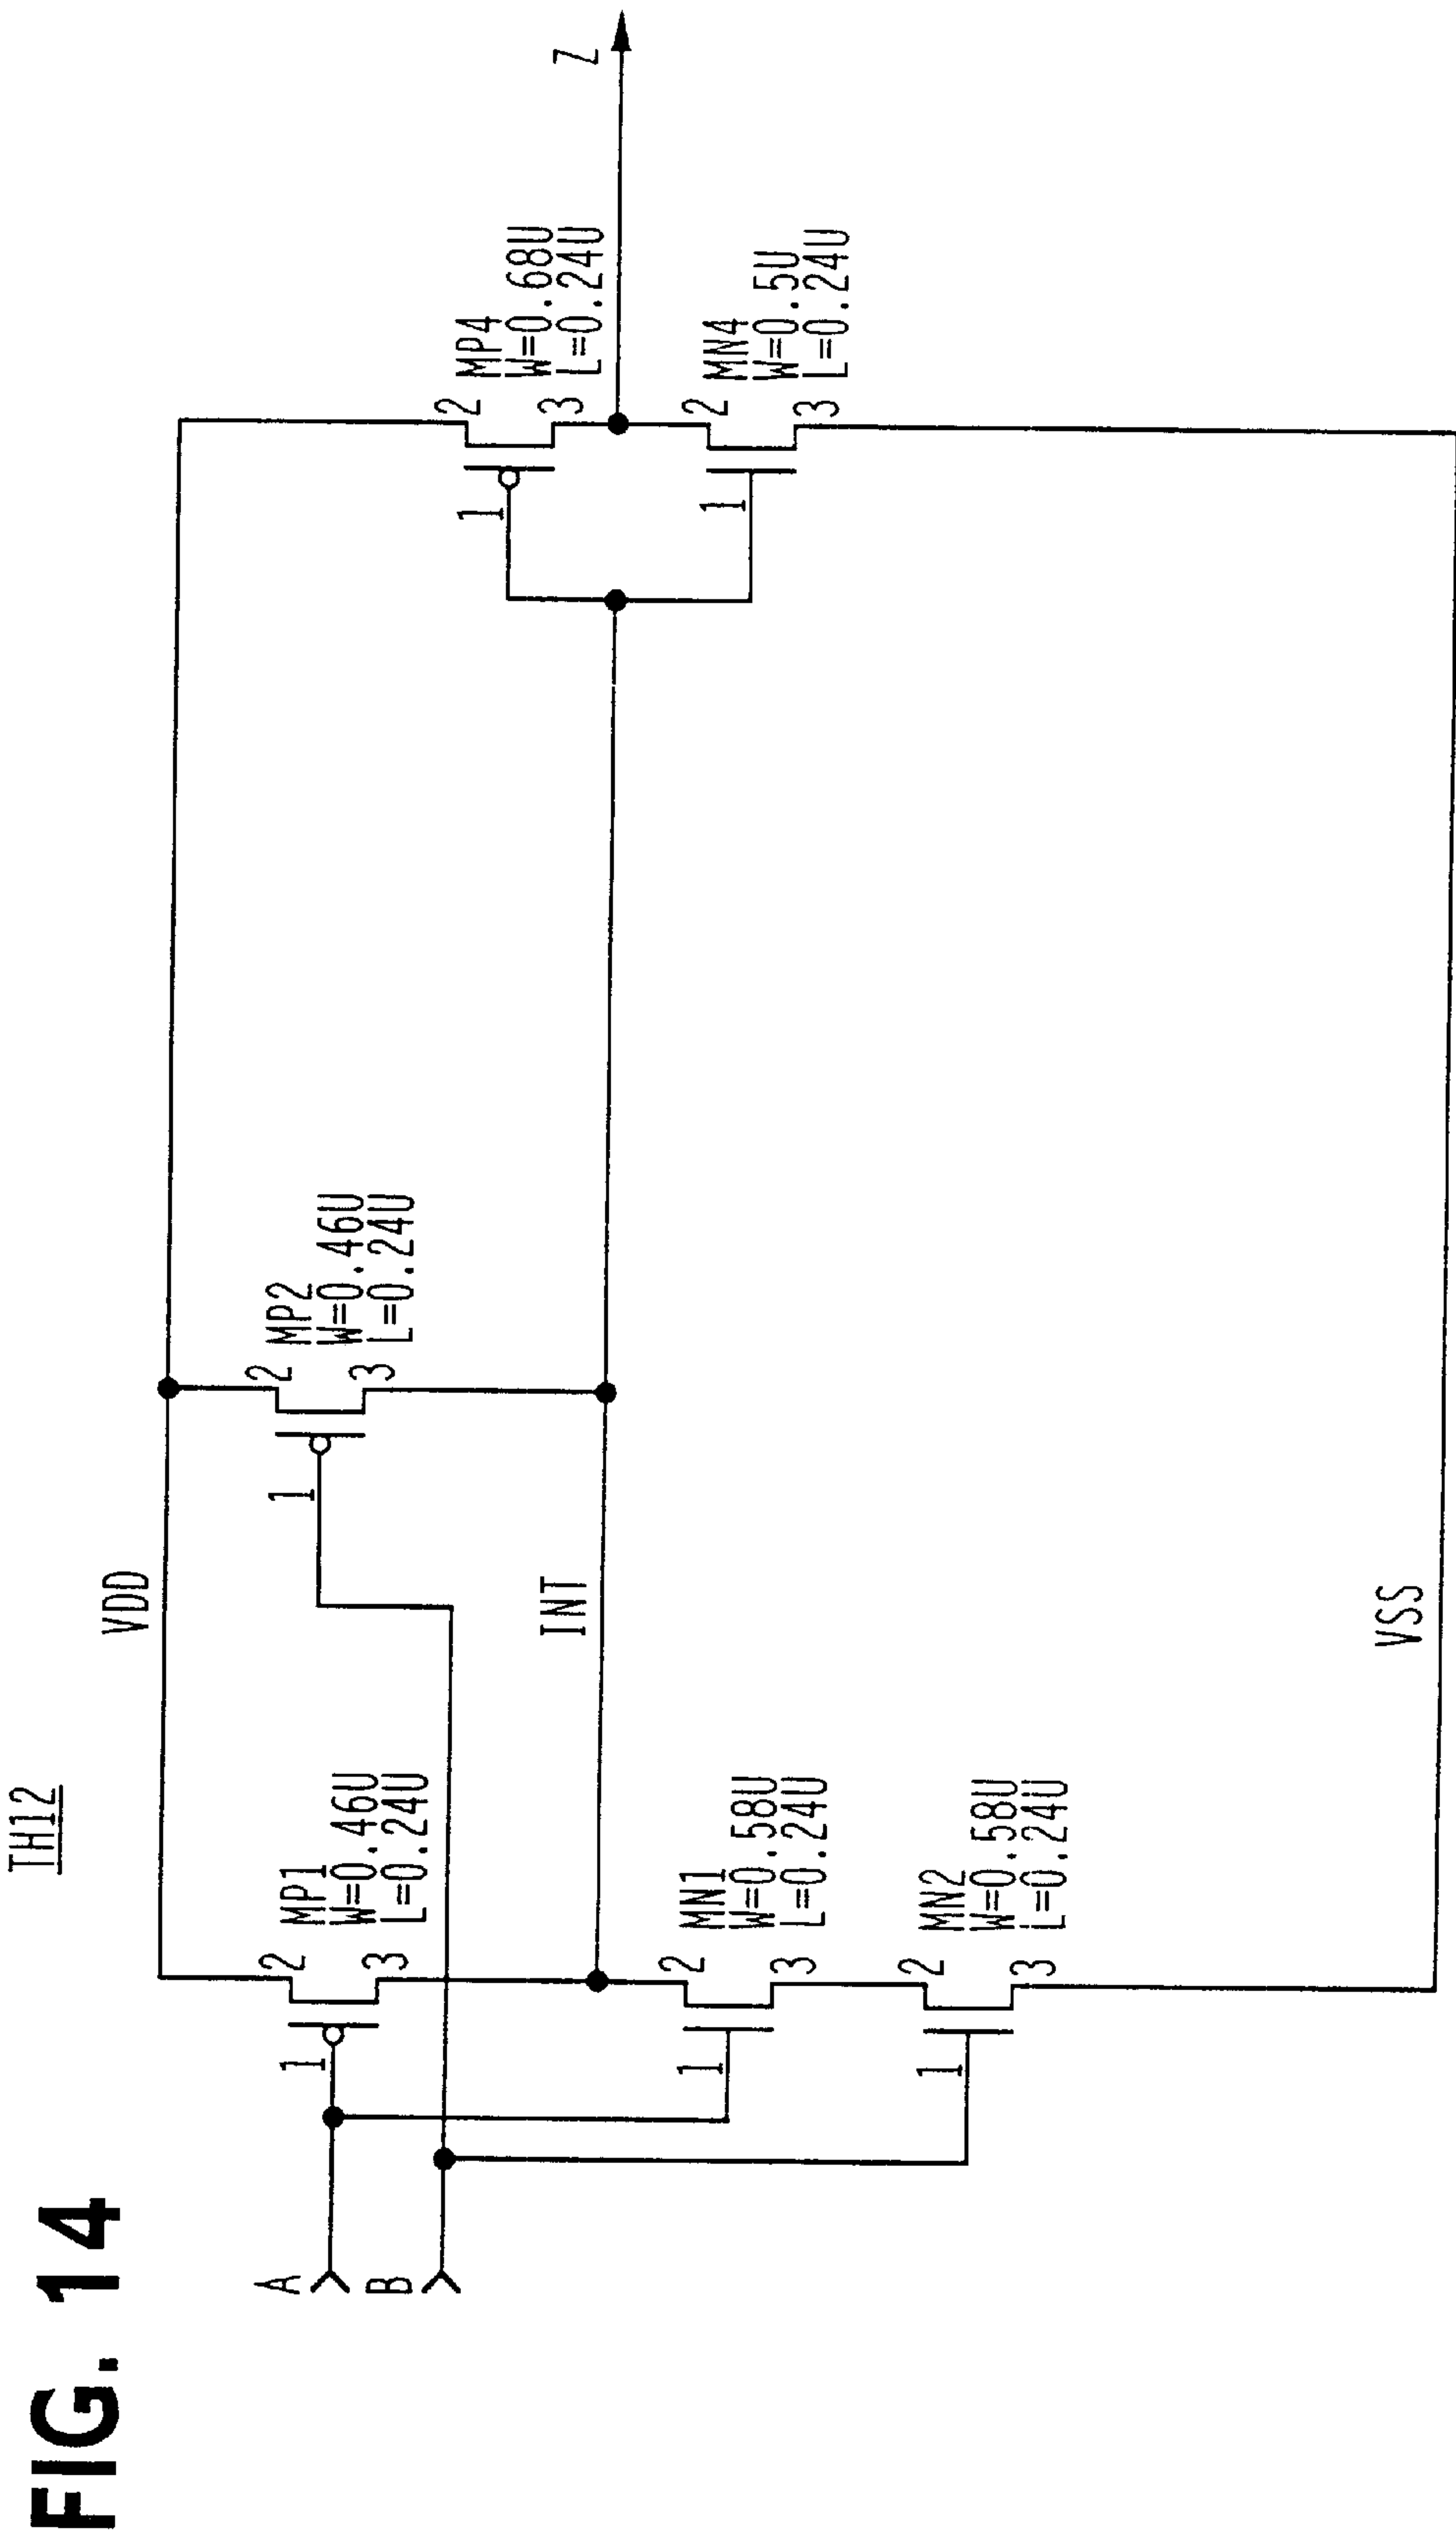 FIG. 14
TH12
VDD
A
B
1
2
3
MP1
W=0.46U
L=0.24U
1
2
3
MP2
W=0.46U
L=0.24U
INT
1
2
3
MN1
W=0.58U
L=0.24U
1
2
3
MN2
W=0.58U
L=0.24U
1
2
3
MP4
W=0.68U
L=0.24U
Z
1
2
3
MN4
W=0.5U
L=0.24U
VSS